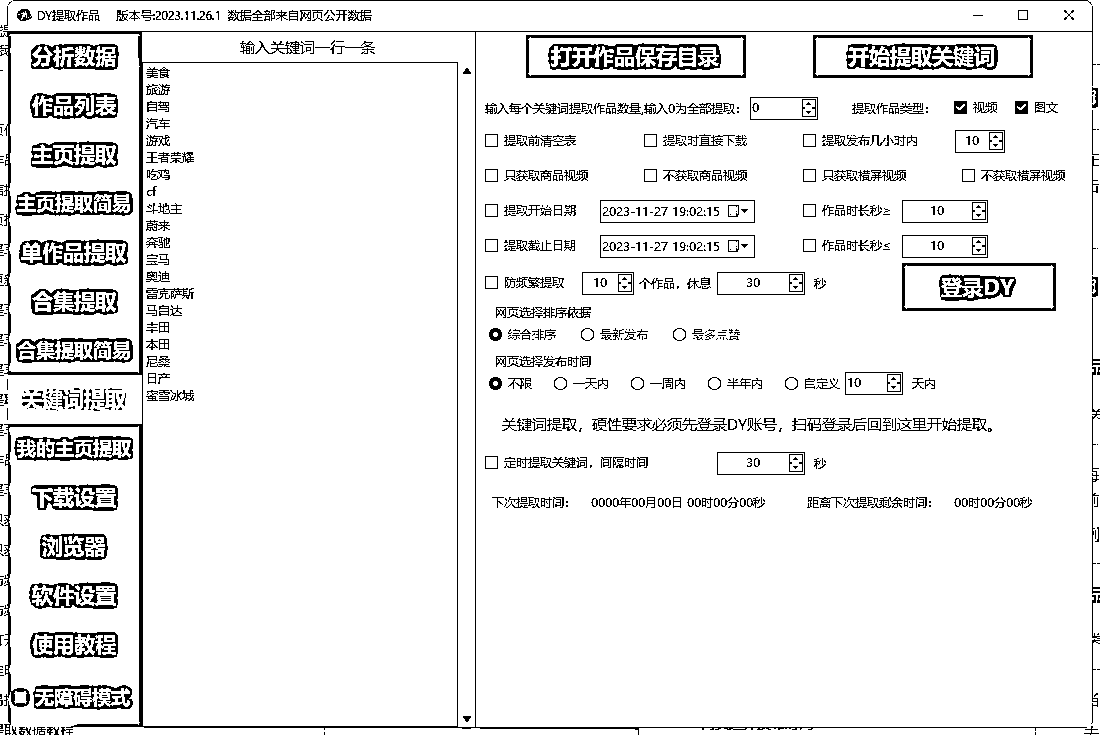 DY提取作品 版本号:2023.11.26.1 数据全部来自网页公开数据
分析数据
作品列表
主页提取
主页提取简易
单作品提取
合集提取
合集提取简易
关键词提取
我的主页提取
下载设置
浏览器
软件设置
使用教程
无障碍模式
输入关键词一行一条
美食
旅游
自驾
汽车
游戏
王者荣耀
吃鸡
cf
斗地主
蔚来
奔驰
宝马
奥迪
雷克萨斯
马自达
丰田
本田
尼桑
日产
蜜雪冰城
打开作品保存目录 开始提取关键词
输入每个关键词提取作品数量,输入0为全部提取: 0 提取作品类型: 视频 图文
提取前清空表 提取时直接下载 提取发布几小时内 10
只获取商品视频 不获取商品视频 只获取横屏视频 不获取横屏视频
提取开始日期 2023-11-27 19:02:15 作品时长秒≥ 10
提取截止日期 2023-11-27 19:02:15 作品时长秒≤ 10
防频繁提取 10 个作品，休息 30 秒 登录DY
网页选择排序依据
综合排序 最新发布 最多点赞
网页选择发布时间
不限 一天内 一周内 半年内 自定义 10 天内
关键词提取，硬性要求必须先登录DY账号，扫码登录后回到这里开始提取。
定时提取关键词，间隔时间 30 秒
下次提取时间: 0000年00月00日 00时00分00秒 距离下次提取剩余时间: 00时00分00秒